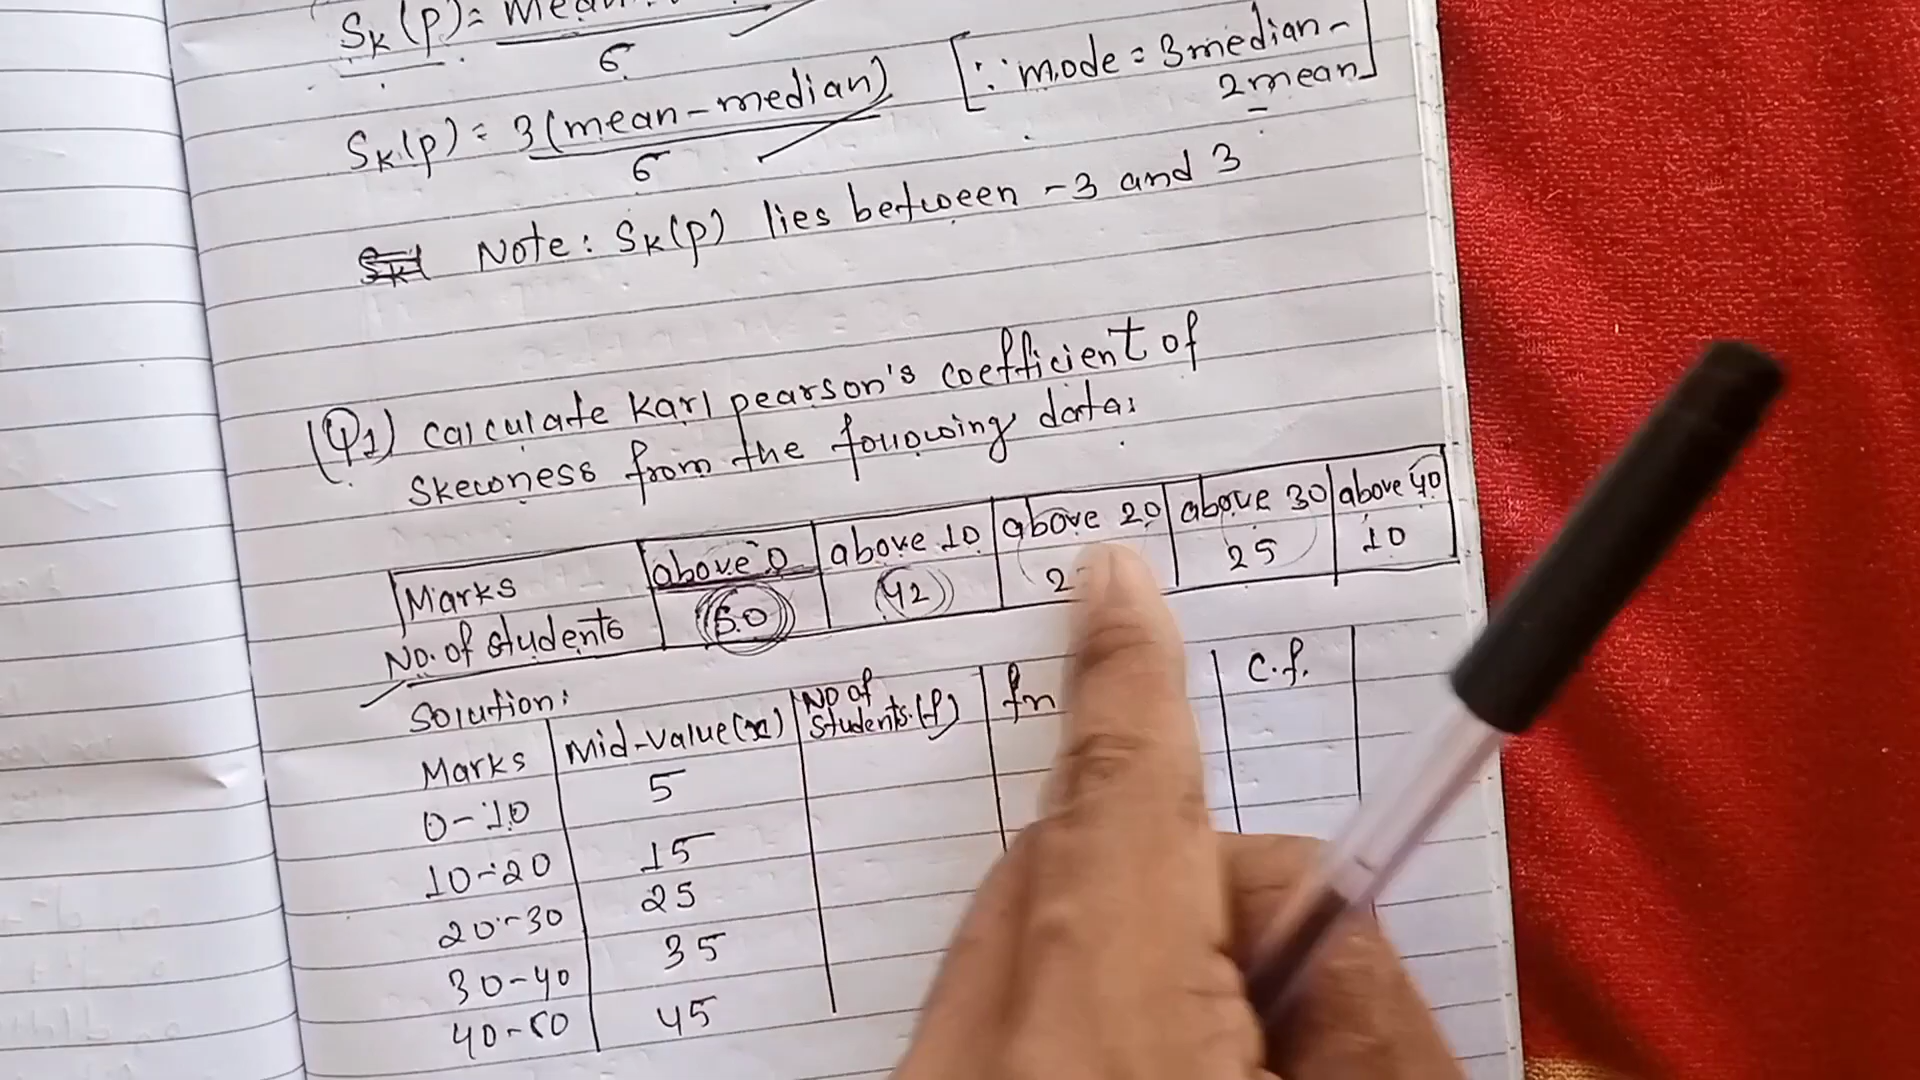 Sk(p)= mean
6
Sk(p) = 3(mean-median) [∵ mode = 3median-
6 2mean]
Note: Sk(p) lies between -3 and 3
(Q1) Calculate Karl pearson's coefficient of
Skewness from the following data:
Marks above 0 above 10 above 20 above 30 above 40
No. of students 50 42 25 10
Solution:
Marks Mid-value(x) No of students.(f) fn c.f.
0-10 5
10-20 15
20-30 25
30-40 35
40-50 45